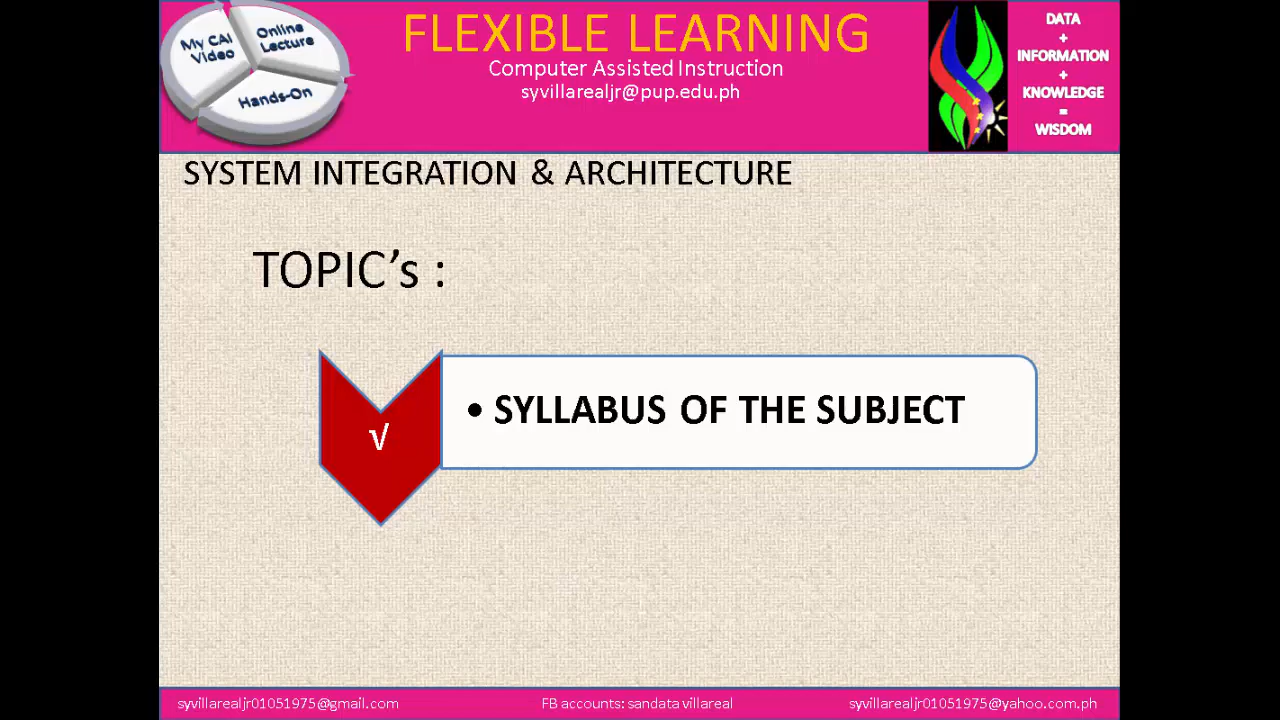 My CAI
Video
Online
Lecture
Hands-On
FLEXIBLE LEARNING
Computer Assisted Instruction
syvillarealjr@pup.edu.ph
DATA
+
INFORMATION
+
KNOWLEDGE
=
WISDOM
SYSTEM INTEGRATION & ARCHITECTURE
TOPIC’s :
√
• SYLLABUS OF THE SUBJECT
syvillarealjr01051975@gmail.com
FB accounts: sandata villareal
syvillarealjr01051975@yahoo.com.ph